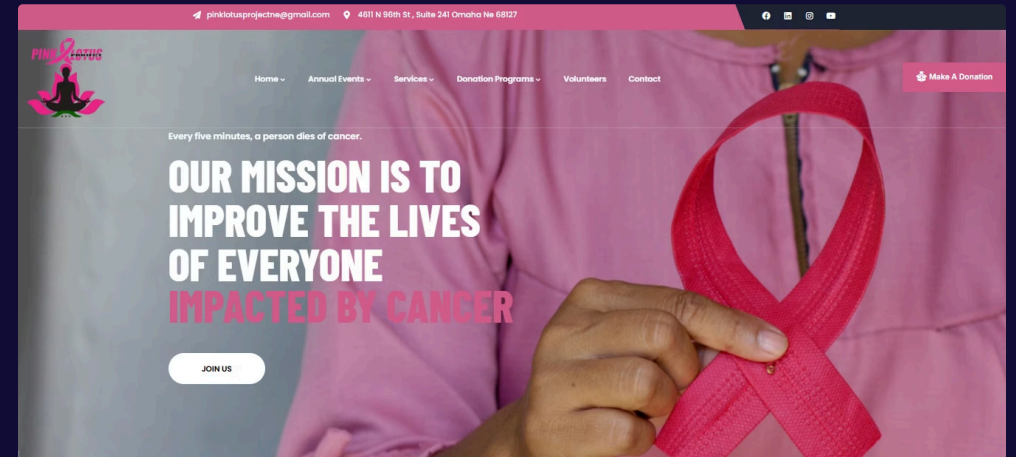 pinklotusprojectne@gmail.com 4611 N 96th St , Suite 241 Omaha Ne 68127
PINK LOTUS
PROJECT
Home Annual Events Services Donation Programs Volunteers Contact
Make A Donation
Every five minutes, a person dies of cancer.
OUR MISSION IS TO
IMPROVE THE LIVES
OF EVERYONE
IMPACTED BY CANCER
JOIN US